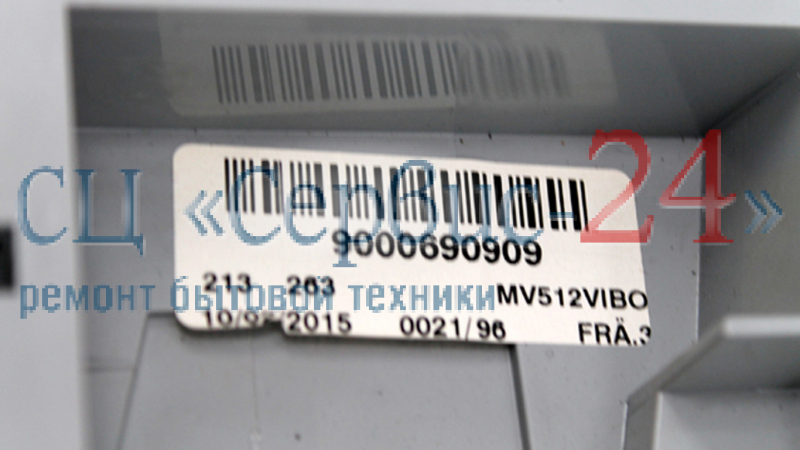 СЦ «Сервис-24»
9000690909
213 263 MV512VIBO
ремонт бытовой техники
2015 0021/96 FRÄ.3